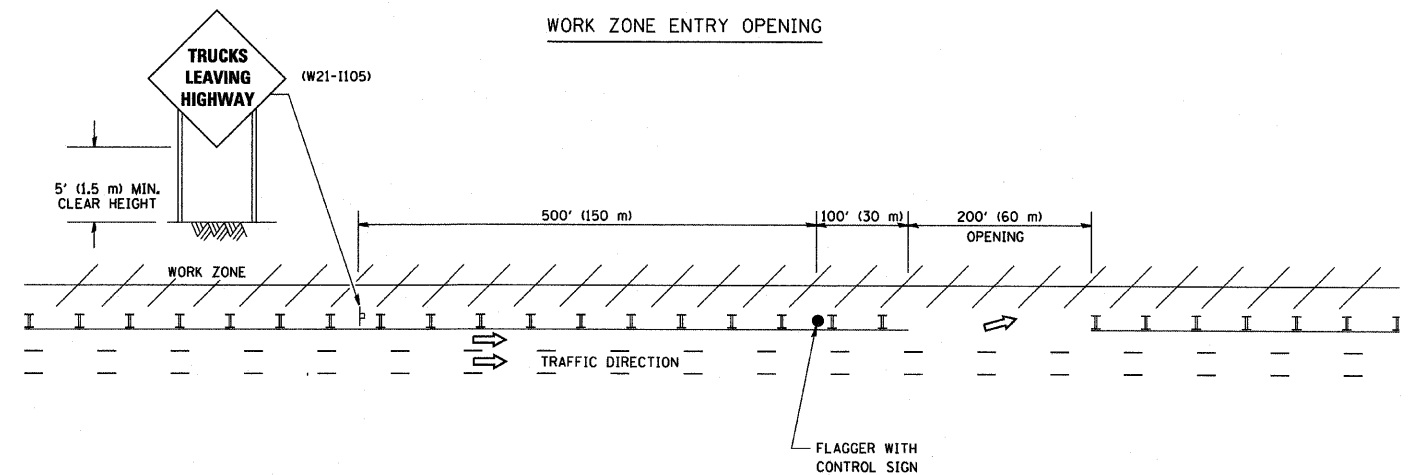 WORK ZONE ENTRY OPENING
TRUCKS
LEAVING
HIGHWAY
(W21-I105)
5' (1.5 m) MIN.
CLEAR HEIGHT
500' (150 m)
100' (30 m)
200' (60 m)
OPENING
WORK ZONE
TRAFFIC DIRECTION
FLAGGER WITH
CONTROL SIGN